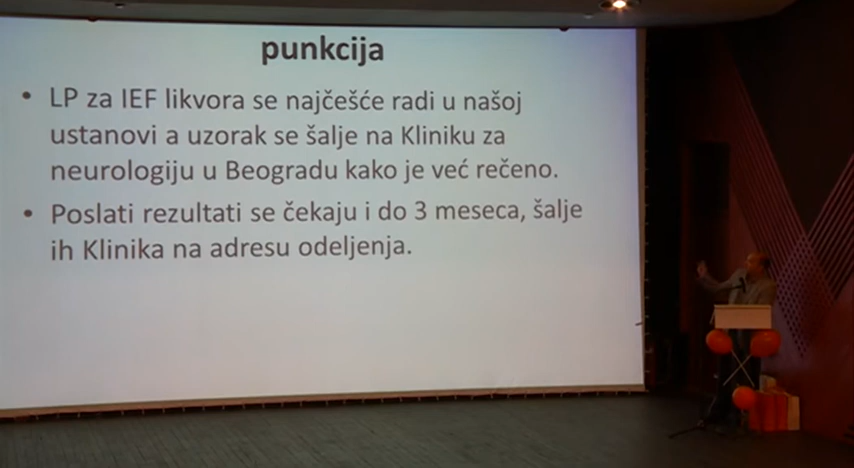 punkcija
• LP za IEF likvora se najčešće radi u našoj
ustanovi a uzorak se šalje na Kliniku za
neurologiju u Beogradu kako je već rečeno.
• Poslati rezultati se čekaju i do 3 meseca, šalje
ih Klinika na adresu odeljenja.